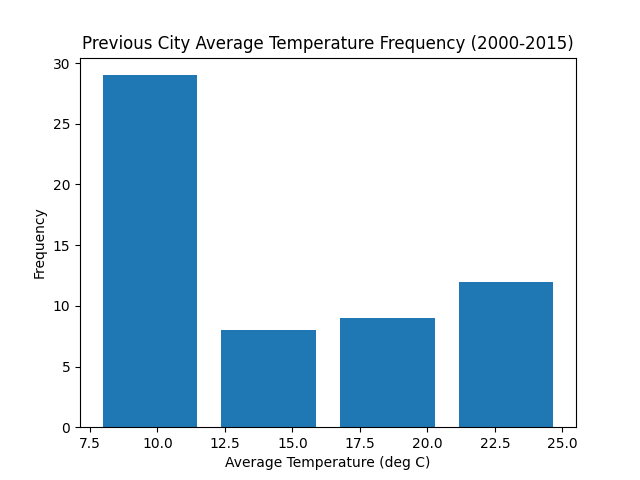 Previous City Average Temperature Frequency (2000-2015)
30
25
20
15
10
5
0
Frequency
7.5 10.0 12.5 15.0 17.5 20.0 22.5 25.0
Average Temperature (deg C)